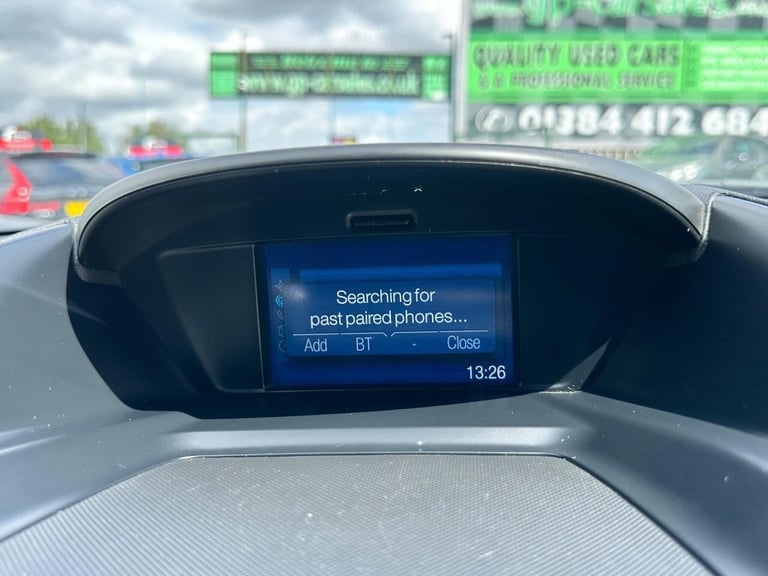 QUALITY USED CARS
& PROFESSIONAL SERVICE
01384 412 684
Searching for
past paired phones...
Add BT - Close
13:26